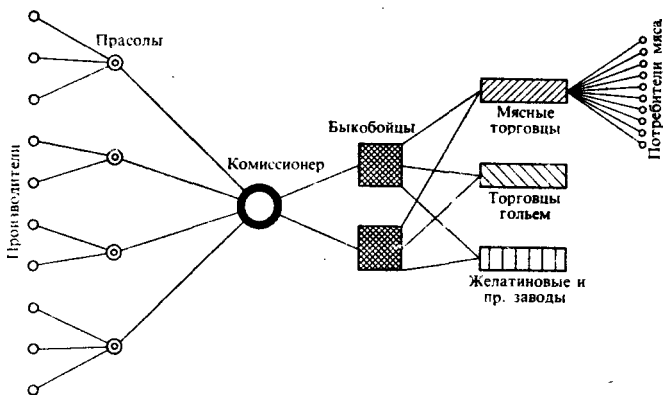 Прасолы
Производители
Комиссионер
Быкобойцы
Мясные
торговцы
Торговцы
гольем
Желатиновые и
пр. заводы
Потребители мяса